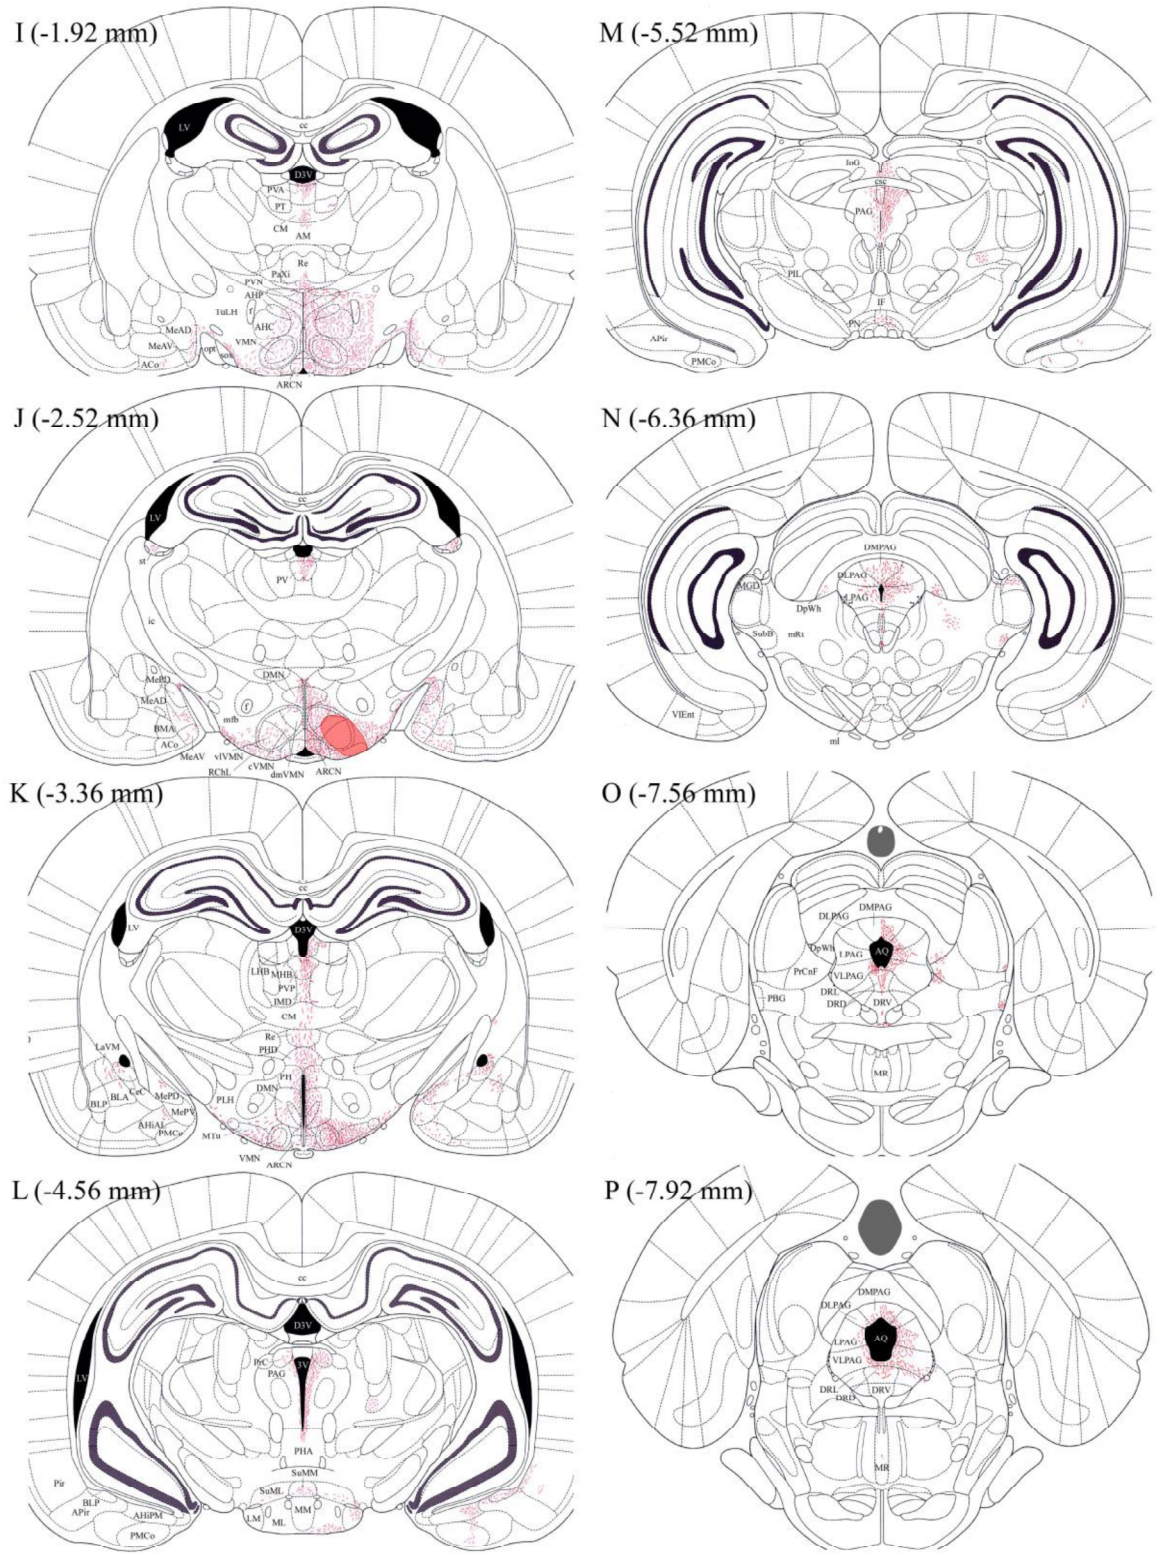 I (-1.92 mm)
LV
cc
D3V
PVA
PT
CM
AM
Re
PaXi
PVN
AHP
TuLH
f
AHC
MeAD
VMN
MeAV
opt
sox
ACo
ARCN
J (-2.52 mm)
cc
LV
st
PV
ic
DMN
MePD
MeAD
f
mfb
BMA
ACo
MeAV
vlVMN
cVMN
RChL
dmVMN
ARCN
K (-3.36 mm)
cc
LV
D3V
LHB
MHB
PVP
IMD
CM
Re
LaVM
PHD
PH
CeC
DMN
BLA
MePD
PLH
BLP
MePV
AHiAL
PMCo
MTu
VMN
ARCN
L (-4.56 mm)
cc
D3V
LV
PrC
3V
PAG
PHA
SuMM
Pir
SuML
BLP
APir
AHiPM
LM
MM
ML
PMCo
M (-5.52 mm)
csc
PAG
PIL
IF
PN
APir
PMCo
N (-6.36 mm)
DMPAG
DLPAG
MGD
LPAG
DpWh
SubB
mRt
VIEnt
ml
O (-7.56 mm)
DMPAG
DLPAG
DpWh
LPAG
AQ
PrCnF
VLPAG
DRL
PBG
DRD
DRV
MR
P (-7.92 mm)
DMPAG
DLPAG
LPAG
AQ
VLPAG
DRL
DRV
DRD
MR